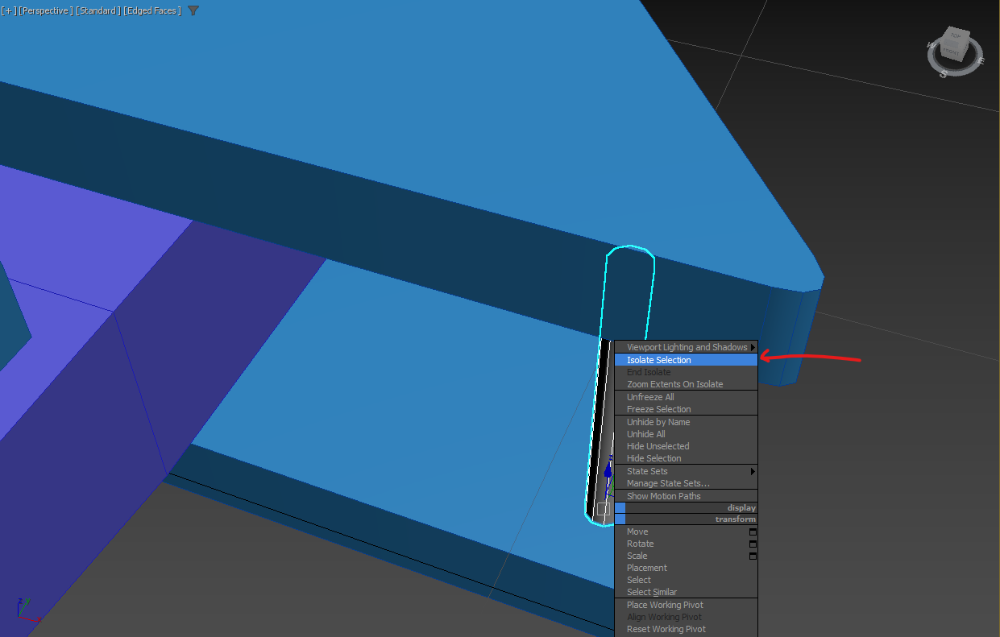 [+] [Perspective] [Standard] [Edged Faces]
TOP
FRONT
W
E
S
Viewport Lighting and Shadows
Isolate Selection
End Isolate
Zoom Extents On Isolate
Unfreeze All
Freeze Selection
Unhide by Name
Unhide All
Hide Unselected
Hide Selection
State Sets
Manage State Sets...
Show Motion Paths
display
transform
Move
Rotate
Scale
Placement
Select
Select Similar
Place Working Pivot
Align Working Pivot
Reset Working Pivot
z
y
x